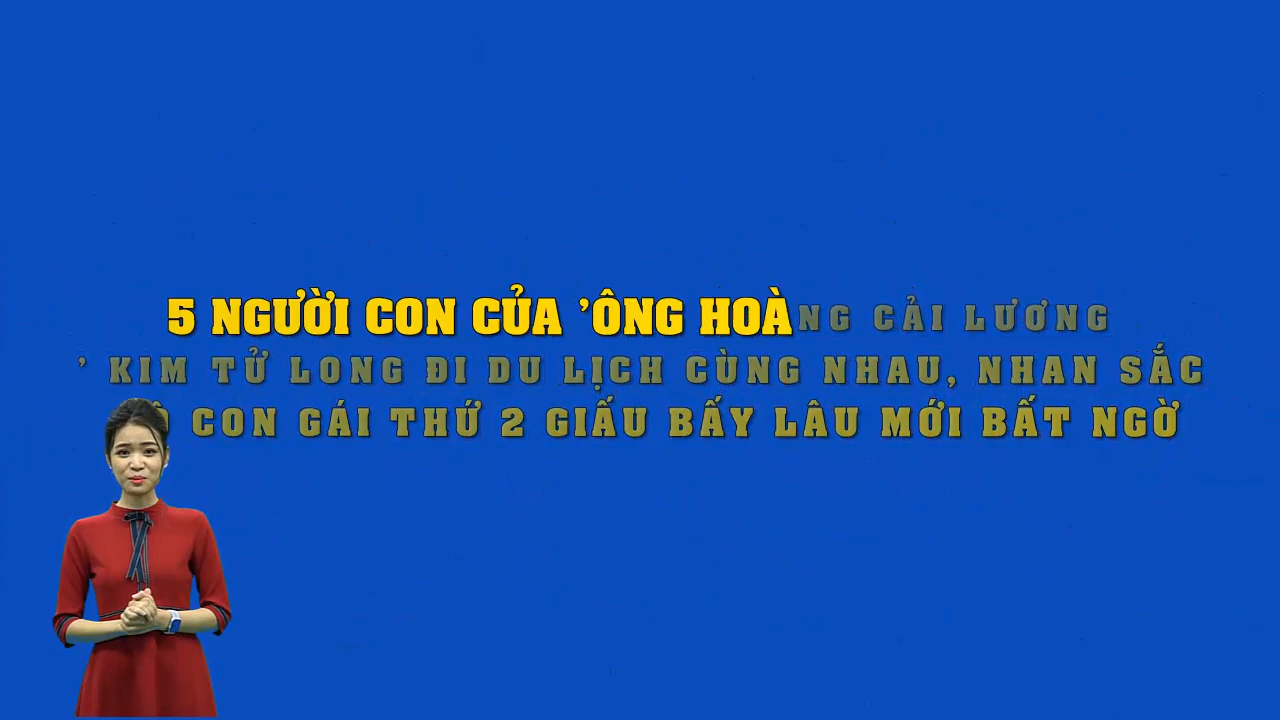 5 NGƯỜI CON CỦA 'ÔNG HOÀNG CẢI LƯƠNG
' KIM TỬ LONG ĐI DU LỊCH CÙNG NHAU, NHAN SẮC
CON GÁI THỨ 2 GIẤU BẤY LÂU MỚI BẤT NGỜ